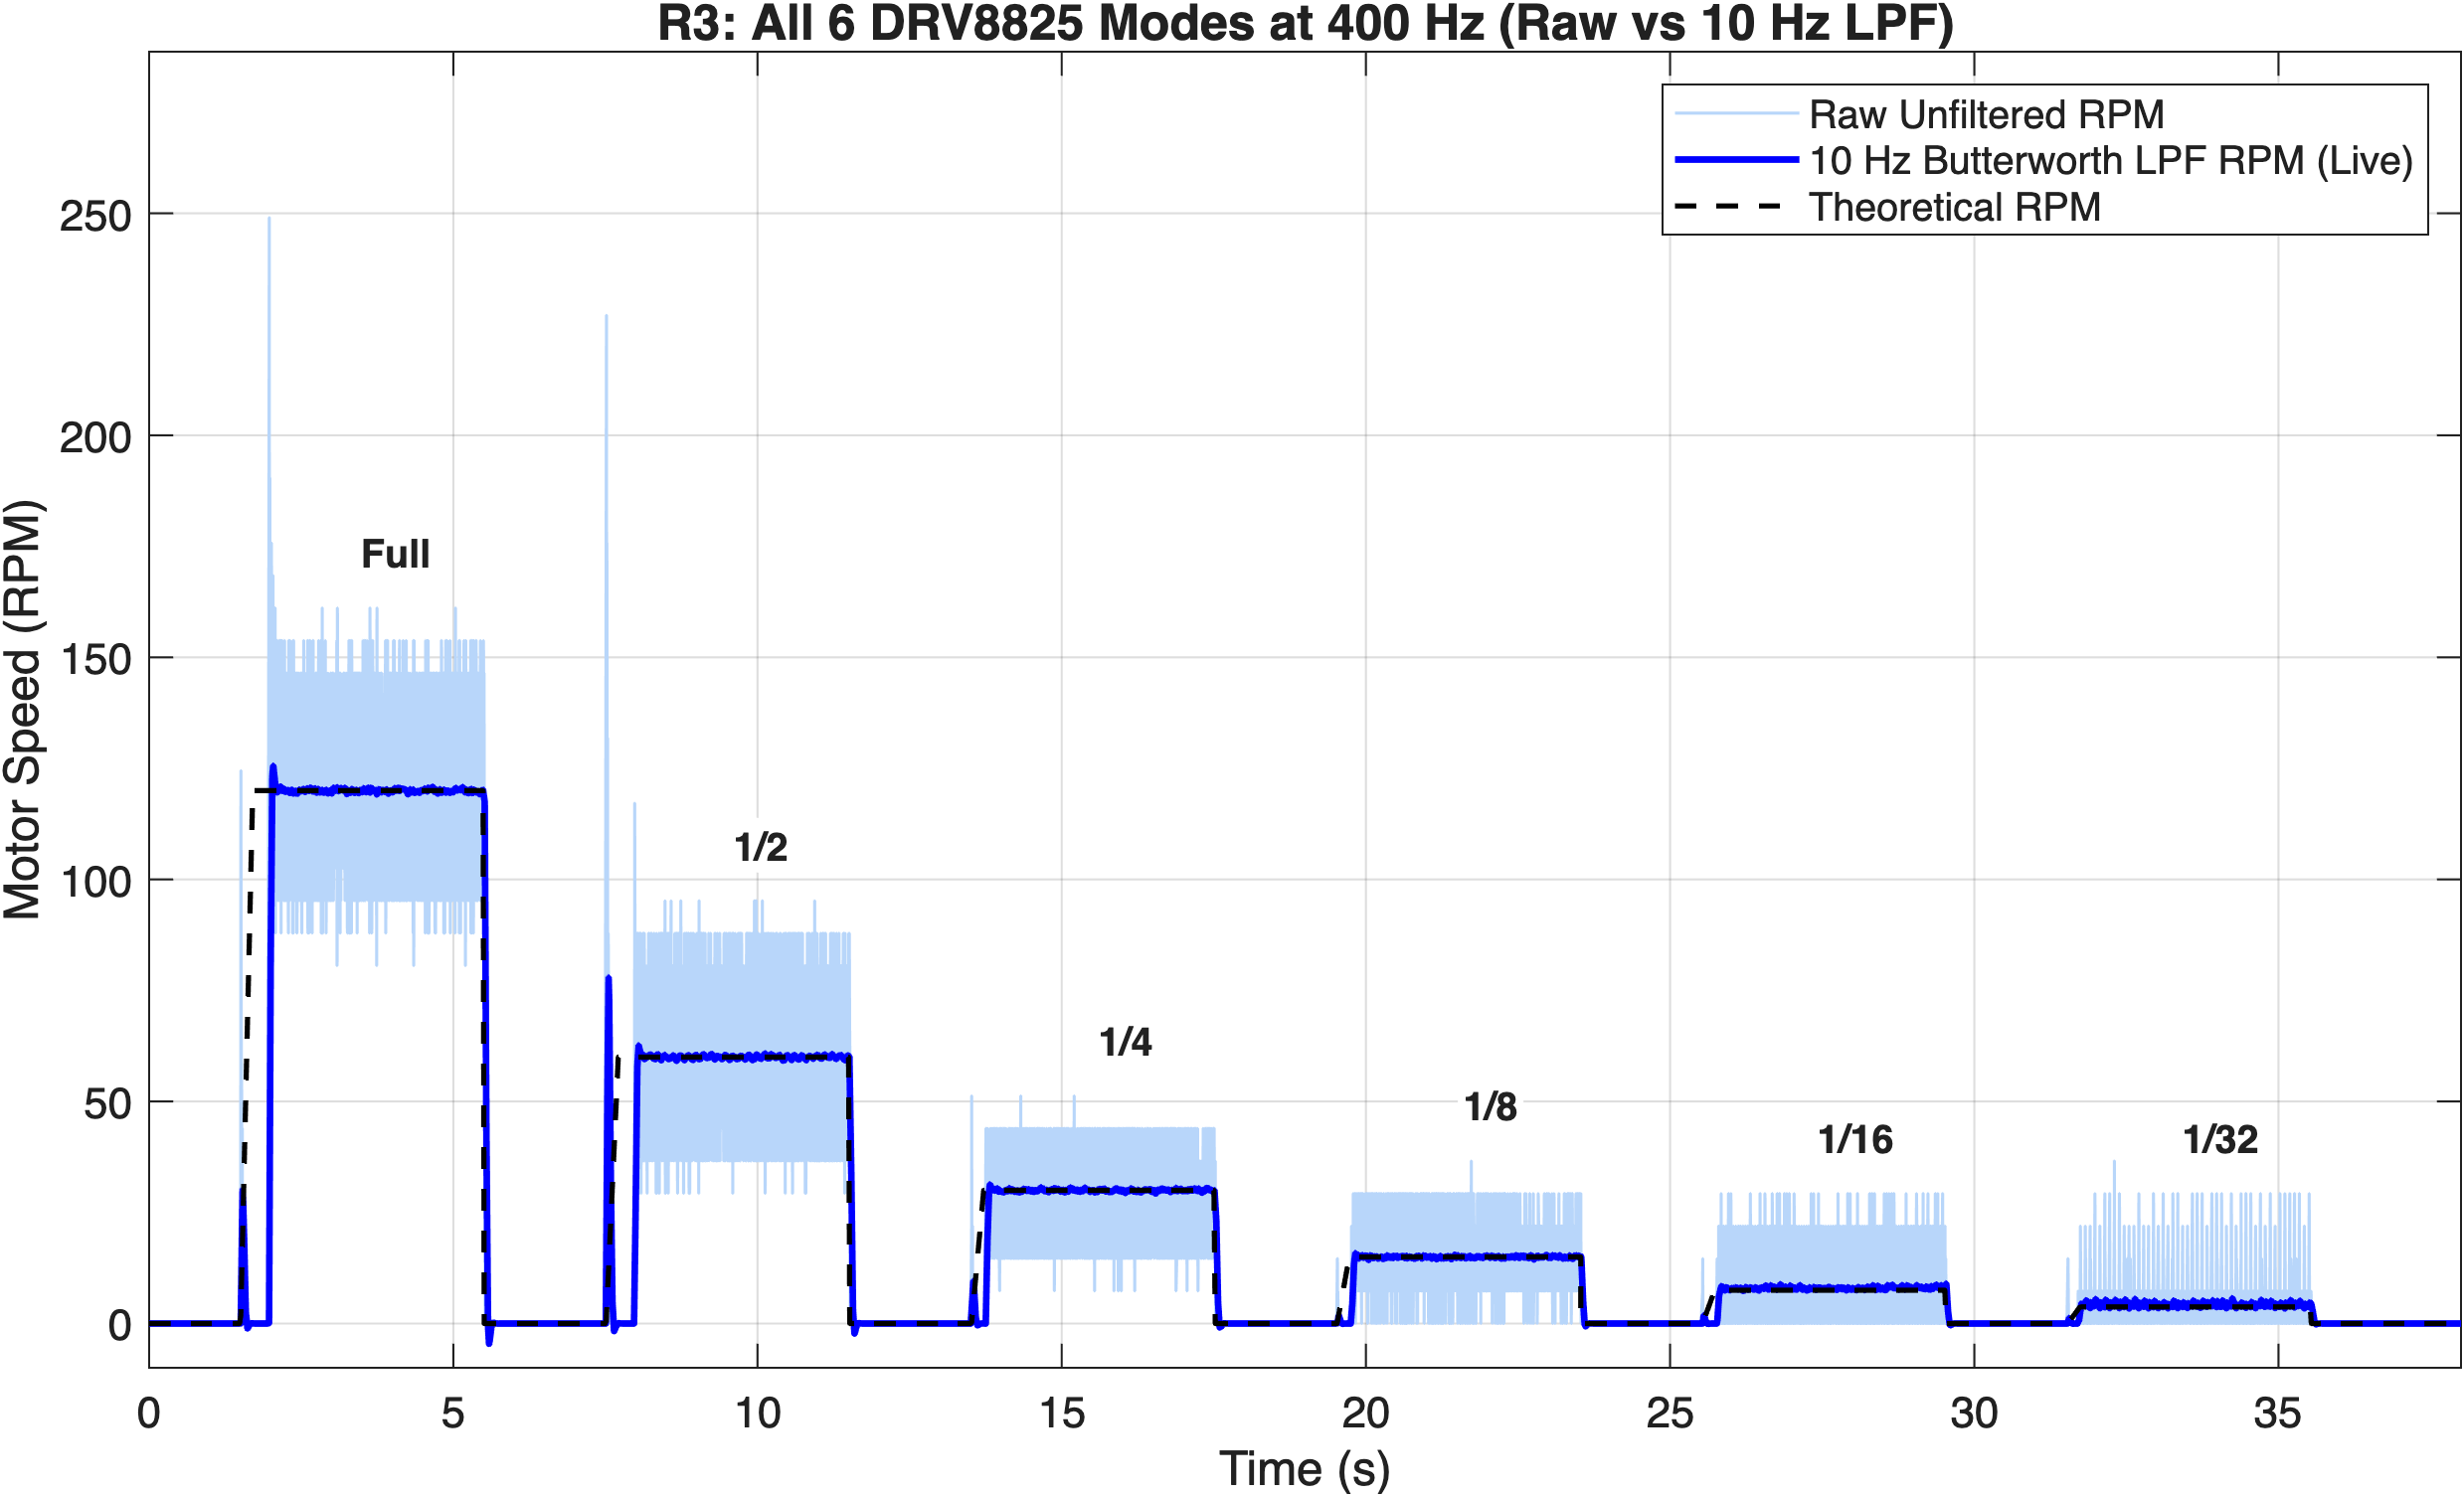 R3: All 6 DRV8825 Modes at 400 Hz (Raw vs 10 Hz LPF)
Raw Unfiltered RPM
10 Hz Butterworth LPF RPM (Live)
Theoretical RPM
Motor Speed (RPM)
250
200
150
100
50
0
Full
1/2
1/4
1/8
1/16
1/32
0 5 10 15 20 25 30 35
Time (s)